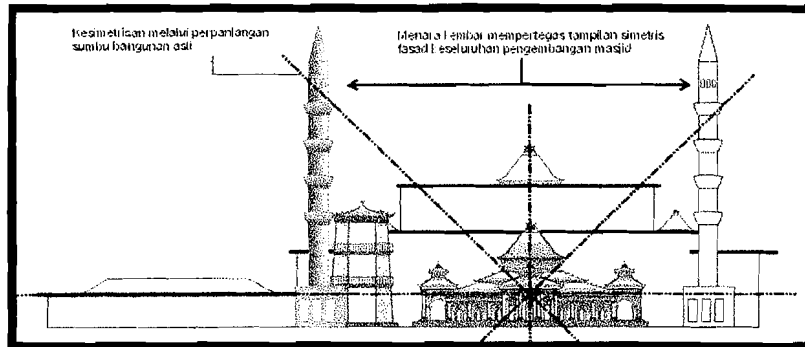 Kesimetrisan melalui perpanjangan
sumbu bangunan asli
Menara kembar mempertegas tampilan simetris
fasad keseluruhan pengembangan masjid